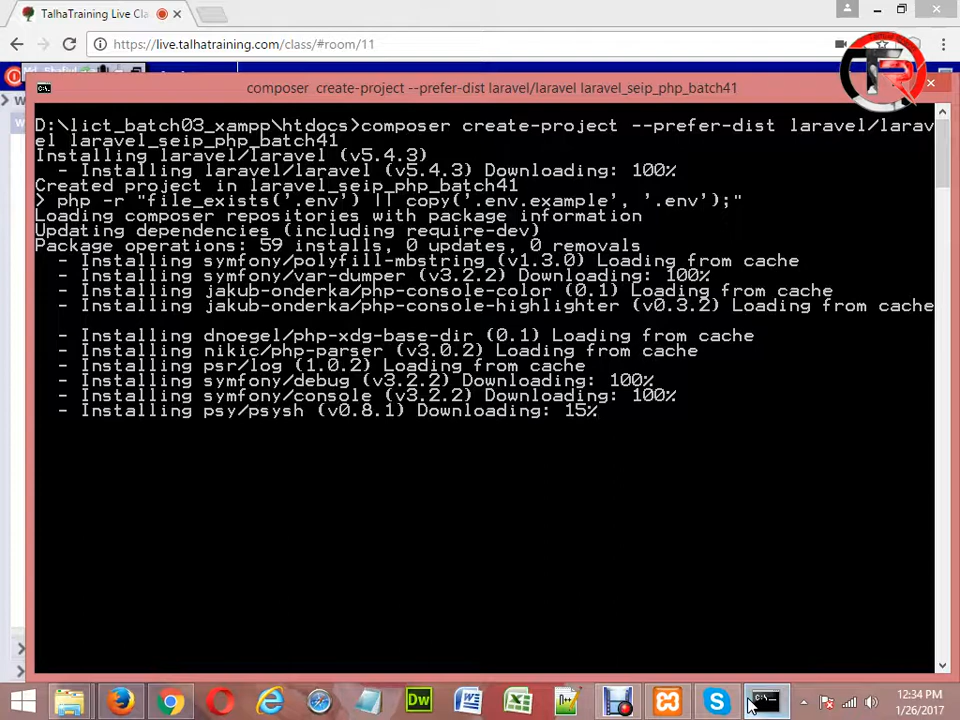 TalhaTraining Live Cla
https://live.talhatraining.com/class/#room/11
composer create-project --prefer-dist laravel/laravel laravel_seip_php_batch41
D:\lict_batch03_xampp\htdocs>composer create-project --prefer-dist laravel/larav
el laravel_seip_php_batch41
Installing laravel/laravel (v5.4.3)
  - Installing laravel/laravel (v5.4.3) Downloading: 100%
Created project in laravel_seip_php_batch41
> php -r "file_exists('.env') || copy('.env.example', '.env');"
Loading composer repositories with package information
Updating dependencies (including require-dev)
Package operations: 59 installs, 0 updates, 0 removals
  - Installing symfony/polyfill-mbstring (v1.3.0) Loading from cache
  - Installing symfony/var-dumper (v3.2.2) Downloading: 100%
  - Installing jakub-onderka/php-console-color (0.1) Loading from cache
  - Installing jakub-onderka/php-console-highlighter (v0.3.2) Loading from cache
  - Installing dnoegel/php-xdg-base-dir (0.1) Loading from cache
  - Installing nikic/php-parser (v3.0.2) Loading from cache
  - Installing psr/log (1.0.2) Loading from cache
  - Installing symfony/debug (v3.2.2) Downloading: 100%
  - Installing symfony/console (v3.2.2) Downloading: 100%
  - Installing psy/psysh (v0.8.1) Downloading: 15%
12:34 PM
1/26/2017